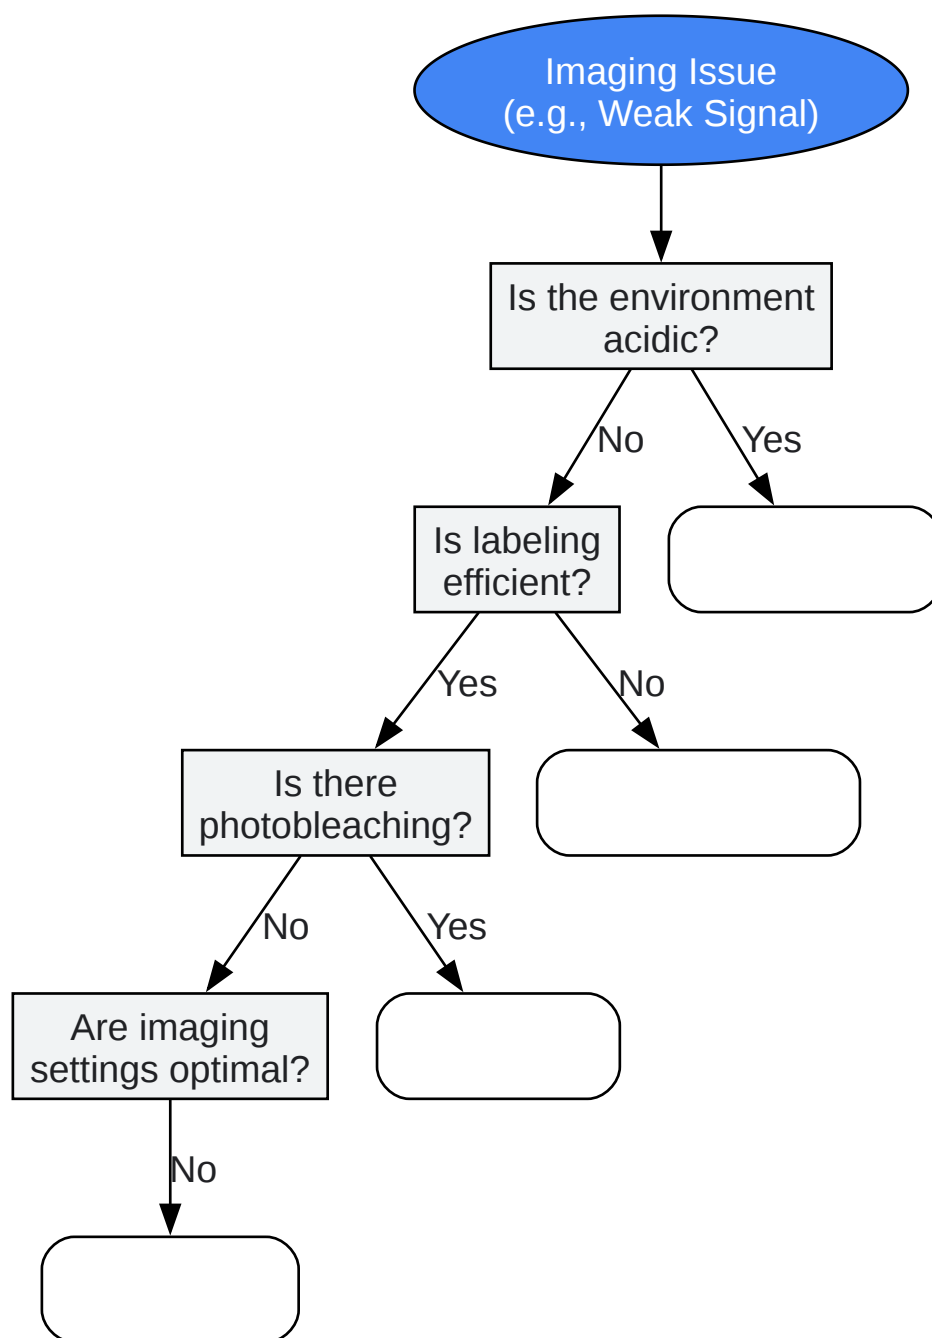 Imaging Issue
(e.g., Weak Signal)
Is the environment
acidic?
No
Yes
Is labeling
efficient?
Yes
No
Is there
photobleaching?
No
Yes
Are imaging
settings optimal?
No